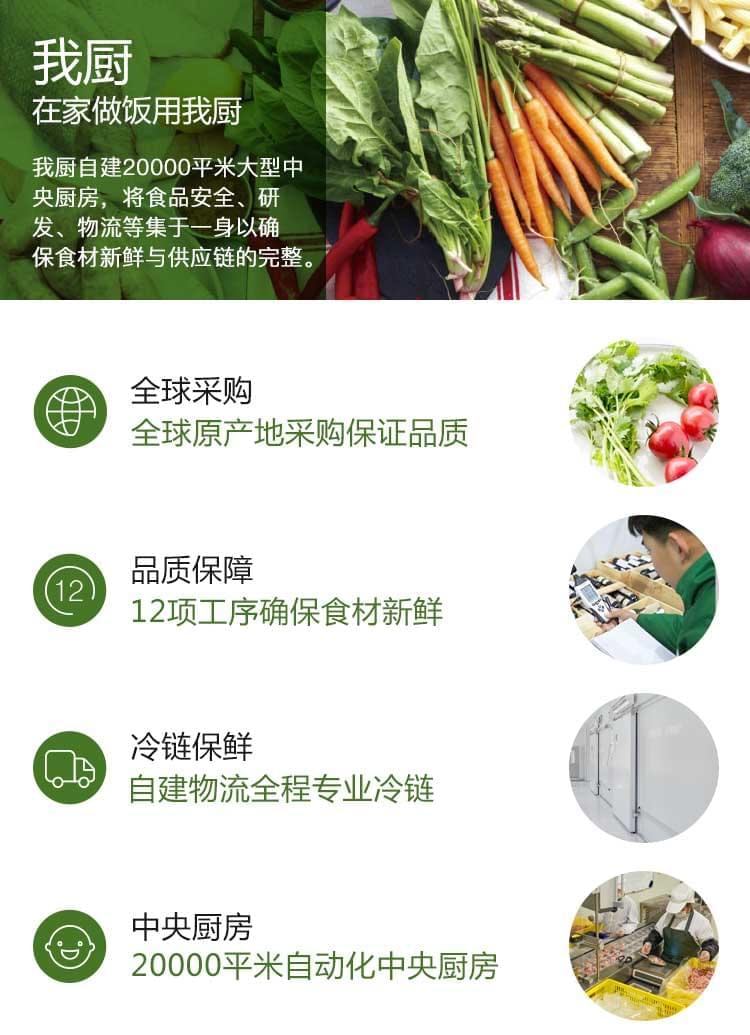 我厨
在家做饭用我厨
我厨自建20000平米大型中
央厨房，将食品安全、研
发、物流等集于一身以确
保食材新鲜与供应链的完整。
全球采购
全球原产地采购保证品质
12
品质保障
12项工序确保食材新鲜
冷链保鲜
自建物流全程专业冷链
中央厨房
20000平米自动化中央厨房